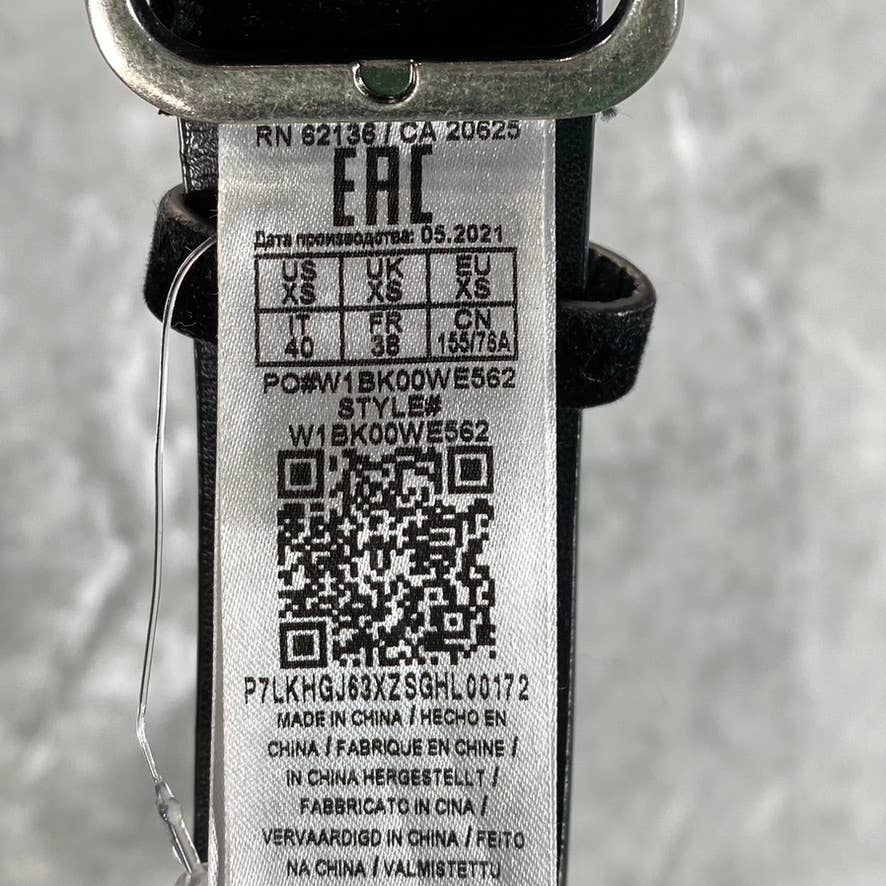 RN 62136 / CA 20625
EAC
Дата производства: 05.2021
US XS UK XS EU XS
IT 40 FR 38 CN 155/76A
PO#W1BK00WE562
STYLE#
W1BK00WE562
P7LKHGJ63XZSGHL00172
MADE IN CHINA / HECHO EN
CHINA / FABRIQUE EN CHINE /
IN CHINA HERGESTELLT /
FABBRICATO IN CINA /
VERVAARDIGD IN CHINA / FEITO
NA CHINA / VALMISTETTU